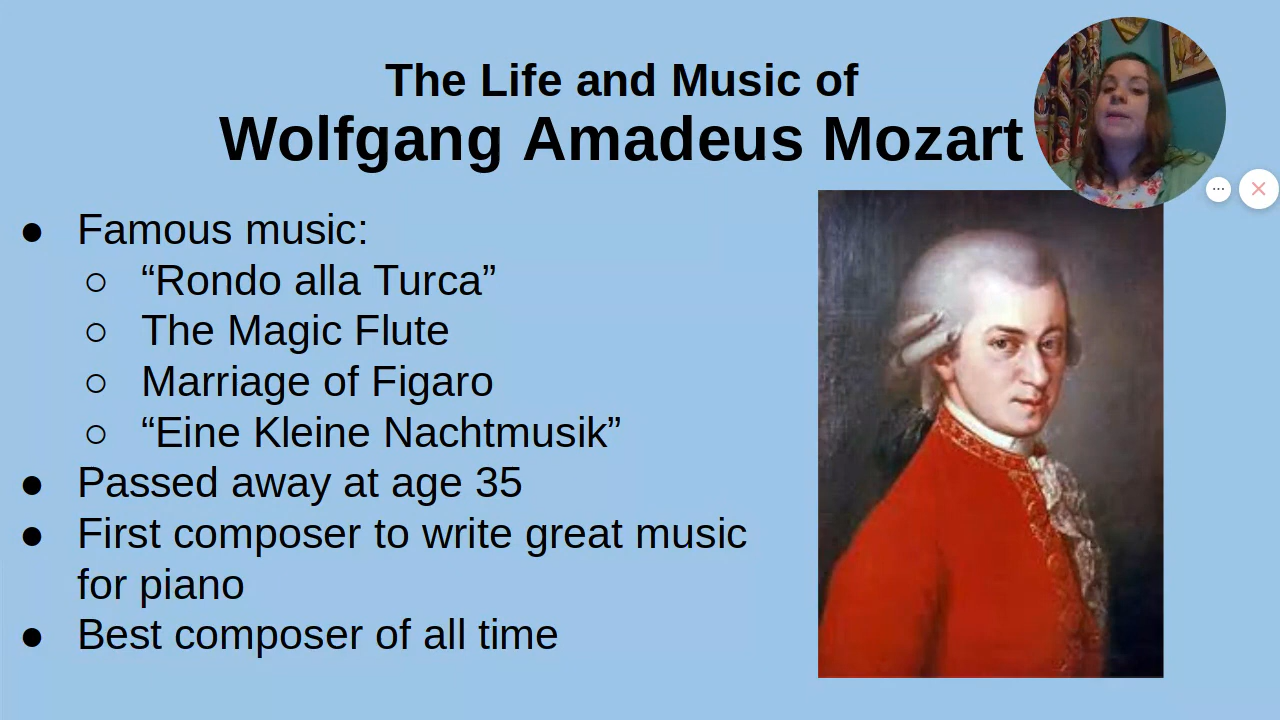 The Life and Music of
Wolfgang Amadeus Mozart
● Famous music:
○ “Rondo alla Turca”
○ The Magic Flute
○ Marriage of Figaro
○ “Eine Kleine Nachtmusik”
● Passed away at age 35
● First composer to write great music
for piano
● Best composer of all time